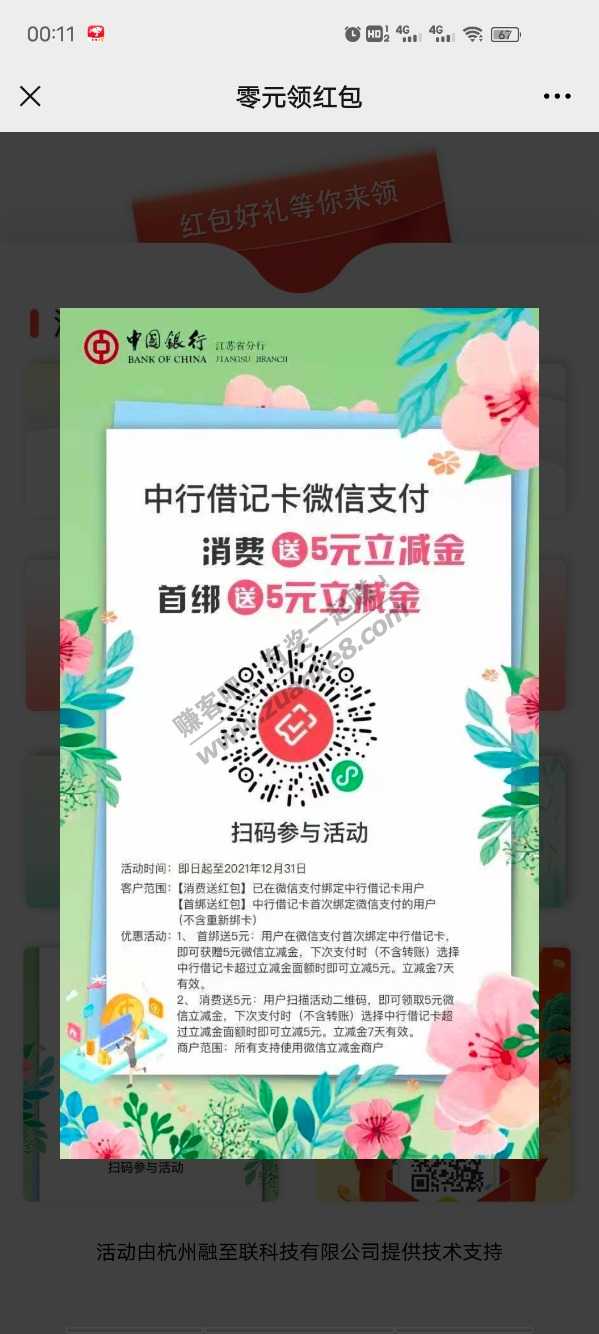 00:11
HD 1 2 4G 4G 67
零元领红包
红包好礼等你来领
中国银行 江苏省分行
BANK OF CHINA JIANGSU BRANCH
中行借记卡微信支付
消费送5元立减金
首绑送5元立减金
www.zuanke8.com
扫码参与活动
活动时间：即日起至2021年12月31日
客户范围：【消费送红包】已在微信支付绑定中行借记卡用户
【首绑送红包】中行借记卡首次绑定微信支付的用户
（不含重新绑卡）
优惠活动：1、 首绑送5元：用户在微信支付首次绑定中行借记卡，
即可获赠5元微信立减金，下次支付时（不含转账）选择
中行借记卡超过立减金面额时即可立减5元。立减金7天
有效。
2、 消费送5元：用户扫描活动二维码，即可领取5元微
信立减金，下次支付时（不含转账）选择中行借记卡超
过立减金面额时即可立减5元。立减金7天有效。
商户范围：所有支持使用微信立减金商户
扫码参与活动
活动由杭州融至联科技有限公司提供技术支持